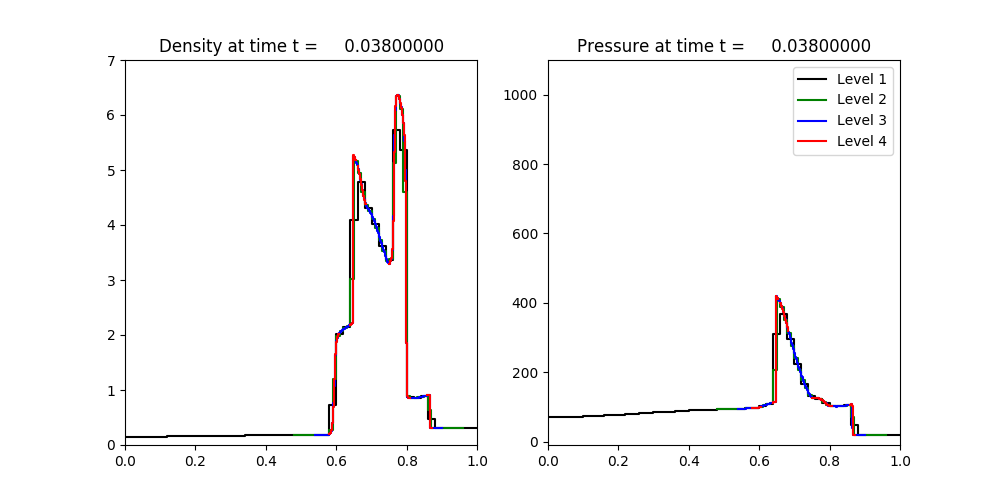 Density at time t = 0.03800000
7
6
5
4
3
2
1
0
0.0 0.2 0.4 0.6 0.8 1.0
Pressure at time t = 0.03800000
Level 1
Level 2
Level 3
Level 4
1000
800
600
400
200
0
0.0 0.2 0.4 0.6 0.8 1.0